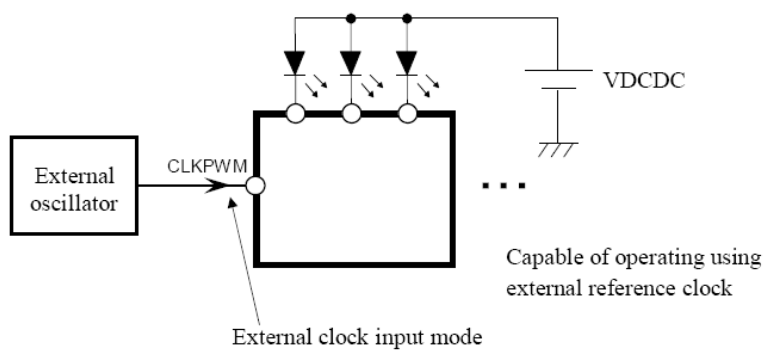 VDCDC
CLKPWM
External
oscillator
Capable of operating using
external reference clock
External clock input mode